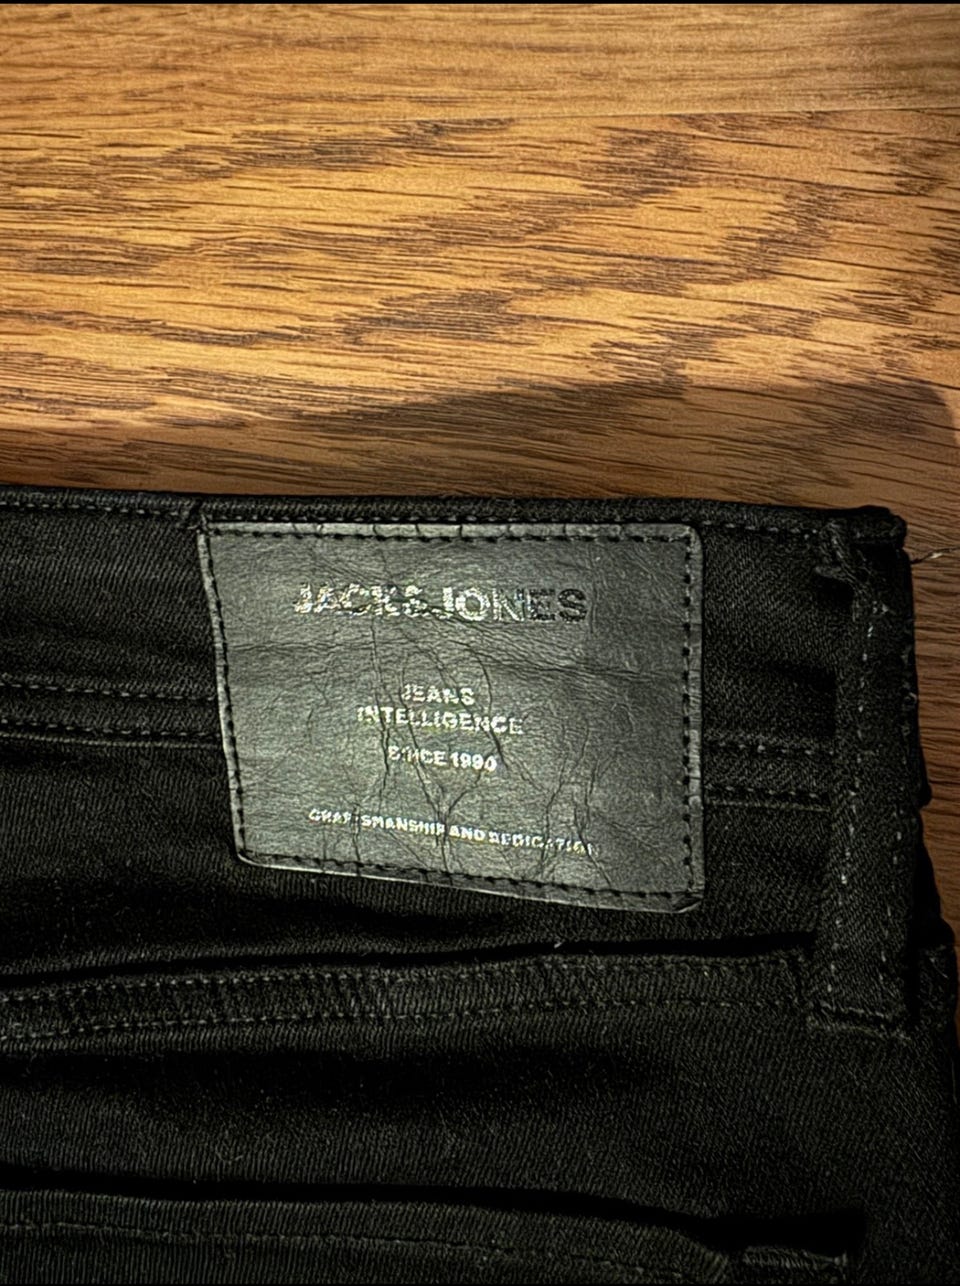 JACK&JONES
JEANS
INTELLIGENCE
SINCE 1990
CRAFTSMANSHIP AND DEDICATION